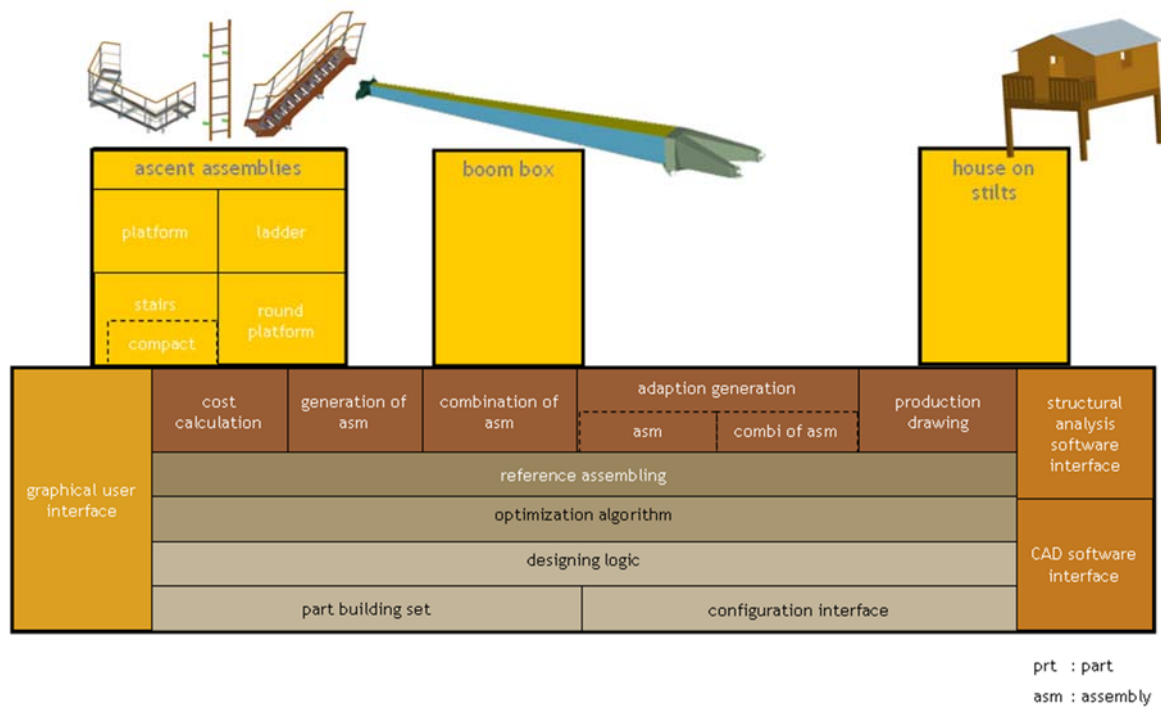 ascent assemblies
boom box
house on
stilts
platform
ladder
stairs
compact
round
platform
graphical user
interface
cost
calculation
generation of
asm
combination of
asm
adaption generation
asm
combi of asm
production
drawing
structural
analysis
software
interface
reference assembling
optimization algorithm
designing logic
CAD software
interface
part building set
configuration interface
prt : part
asm : assembly